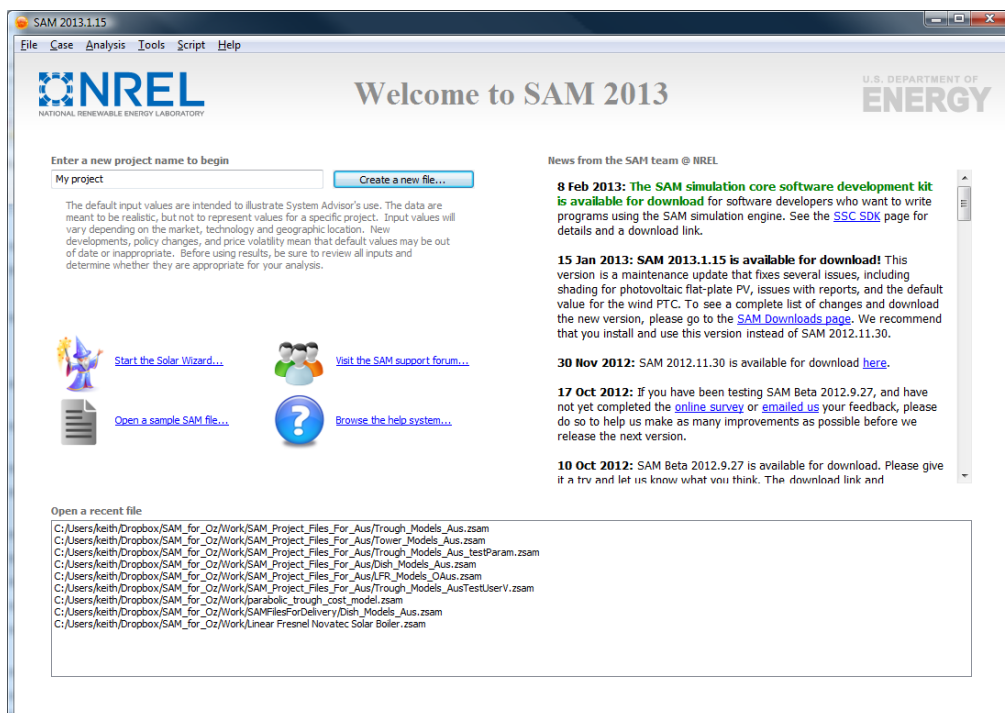 SAM 2013.1.15
File Case Analysis Tools Script Help
NREL
NATIONAL RENEWABLE ENERGY LABORATORY
Welcome to SAM 2013
U.S. DEPARTMENT OF
ENERGY
Enter a new project name to begin
My project
Create a new file...
The default input values are intended to illustrate System Advisor's use. The data are
meant to be realistic, but not to represent values for a specific project. Input values will
vary depending on the market, technology and geographic location. New
developments, policy changes, and price volatility mean that default values may be out
of date or inappropriate. Before using results, be sure to review all inputs and
determine whether they are appropriate for your analysis.
Start the Solar Wizard...
Visit the SAM support forum...
Open a sample SAM file...
Browse the help system...
News from the SAM team @ NREL
8 Feb 2013: The SAM simulation core software development kit
is available for download for software developers who want to write
programs using the SAM simulation engine. See the SSC SDK page for
details and a download link.
15 Jan 2013: SAM 2013.1.15 is available for download! This
version is a maintenance update that fixes several issues, including
shading for photovoltaic flat-plate PV, issues with reports, and the default
value for the wind PTC. To see a complete list of changes and download
the new version, please go to the SAM Downloads page. We recommend
that you install and use this version instead of SAM 2012.11.30.
30 Nov 2012: SAM 2012.11.30 is available for download here.
17 Oct 2012: If you have been testing SAM Beta 2012.9.27, and have
not yet completed the online survey or emailed us your feedback, please
do so to help us make as many improvements as possible before we
release the next version.
10 Oct 2012: SAM Beta 2012.9.27 is available for download. Please give
it a try and let us know what you think. The download link and
Open a recent file
C:/Users/keith/Dropbox/SAM_for_Oz/Work/SAM_Project_Files_For_Aus/Trough_Models_Aus.zsam
C:/Users/keith/Dropbox/SAM_for_Oz/Work/SAM_Project_Files_For_Aus/Tower_Models_Aus.zsam
C:/Users/keith/Dropbox/SAM_for_Oz/Work/SAM_Project_Files_For_Aus/Trough_Models_Aus_testParam.zsam
C:/Users/keith/Dropbox/SAM_for_Oz/Work/SAM_Project_Files_For_Aus/Dish_Models_Aus.zsam
C:/Users/keith/Dropbox/SAM_for_Oz/Work/SAM_Project_Files_For_Aus/LFR_Models_OAus.zsam
C:/Users/keith/Dropbox/SAM_for_Oz/Work/SAM_Project_Files_For_Aus/Trough_Models_AusTestUserV.zsam
C:/Users/keith/Dropbox/SAM_for_Oz/Work/parabolic_trough_cost_model.zsam
C:/Users/keith/Dropbox/SAM_for_Oz/Work/SAMFilesForDelivery/Dish_Models_Aus.zsam
C:/Users/keith/Dropbox/SAM_for_Oz/Work/Linear Fresnel Novatec Solar Boiler.zsam